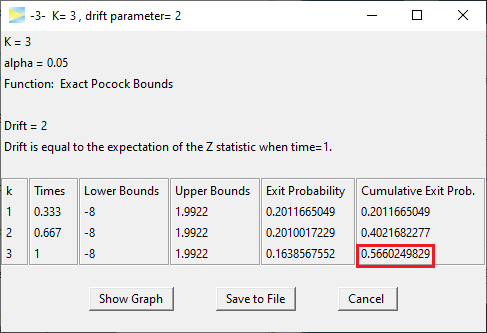 -3- K= 3 , drift parameter= 2
K = 3
alpha = 0.05
Function: Exact Pocock Bounds
Drift = 2
Drift is equal to the expectation of the Z statistic when time=1.
k Times Lower Bounds Upper Bounds Exit Probability Cumulative Exit Prob.
1 0.333 -8 1.9922 0.2011665049 0.2011665049
2 0.667 -8 1.9922 0.2010017229 0.4021682277
3 1 -8 1.9922 0.1638567552 0.5660249829
Show Graph Save to File Cancel